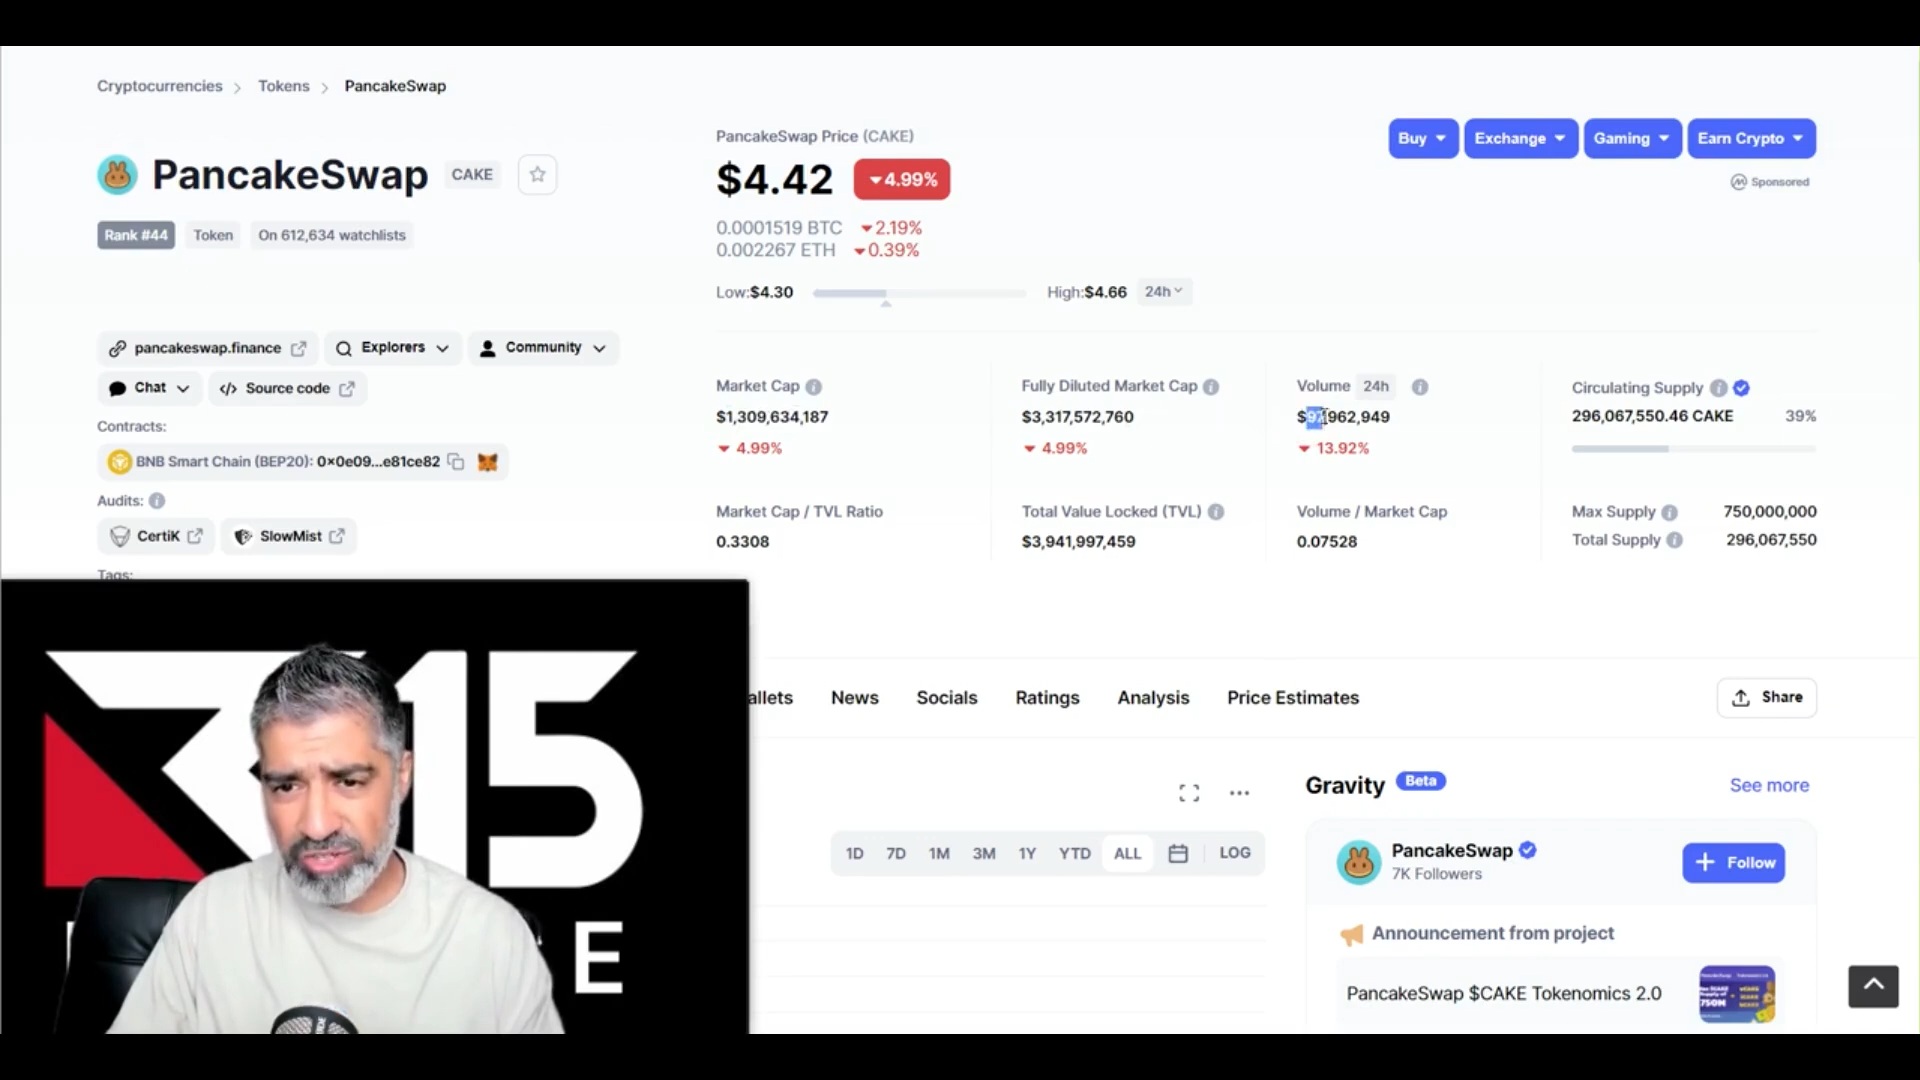 Cryptocurrencies > Tokens > PancakeSwap
PancakeSwap CAKE
Rank #44 Token On 612,634 watchlists
pancakeswap.finance Explorers Community
Chat </> Source code
Contracts:
BNB Smart Chain (BEP20): 0x0e09...e81ce82
Audits:
CertiK SlowMist
Tags:
PancakeSwap Price (CAKE)
$4.42 4.99%
0.0001519 BTC 2.19%
0.002267 ETH 0.39%
Low:$4.30 High:$4.66 24h
Buy Exchange Gaming Earn Crypto
Sponsored
Market Cap
$1,309,634,187
4.99%
Fully Diluted Market Cap
$3,317,572,760
4.99%
Volume 24h
962,949
13.92%
Circulating Supply
296,067,550.46 CAKE 39%
Market Cap / TVL Ratio
0.3308
Total Value Locked (TVL)
$3,941,997,459
Volume / Market Cap
0.07528
Max Supply 750,000,000
Total Supply 296,067,550
allets News Socials Ratings Analysis Price Estimates
Share
1D 7D 1M 3M 1Y YTD ALL LOG
Gravity Beta
See more
PancakeSwap
7K Followers
+ Follow
Announcement from project
PancakeSwap $CAKE Tokenomics 2.0
750M
15
E